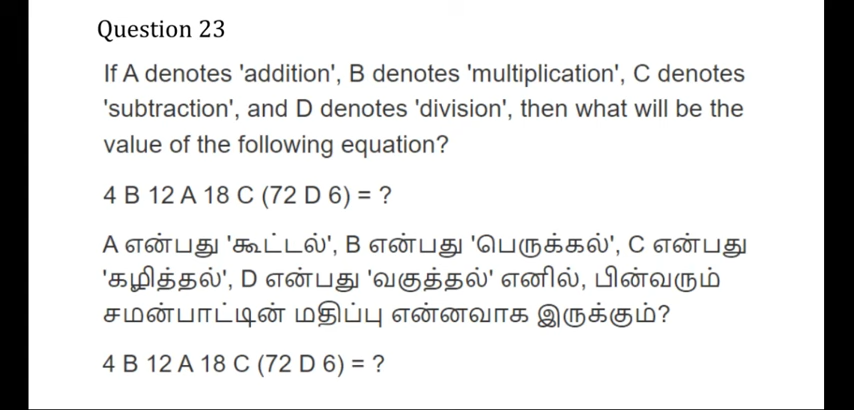 Question 23
If A denotes 'addition', B denotes 'multiplication', C denotes
'subtraction', and D denotes 'division', then what will be the
value of the following equation?
4 B 12 A 18 C (72 D 6) = ?
A என்பது 'கூட்டல்', B என்பது 'பெருக்கல்', C என்பது
'கழித்தல்', D என்பது 'வகுத்தல்' எனில், பின்வரும்
சமன்பாட்டின் மதிப்பு என்னவாக இருக்கும்?
4 B 12 A 18 C (72 D 6) = ?